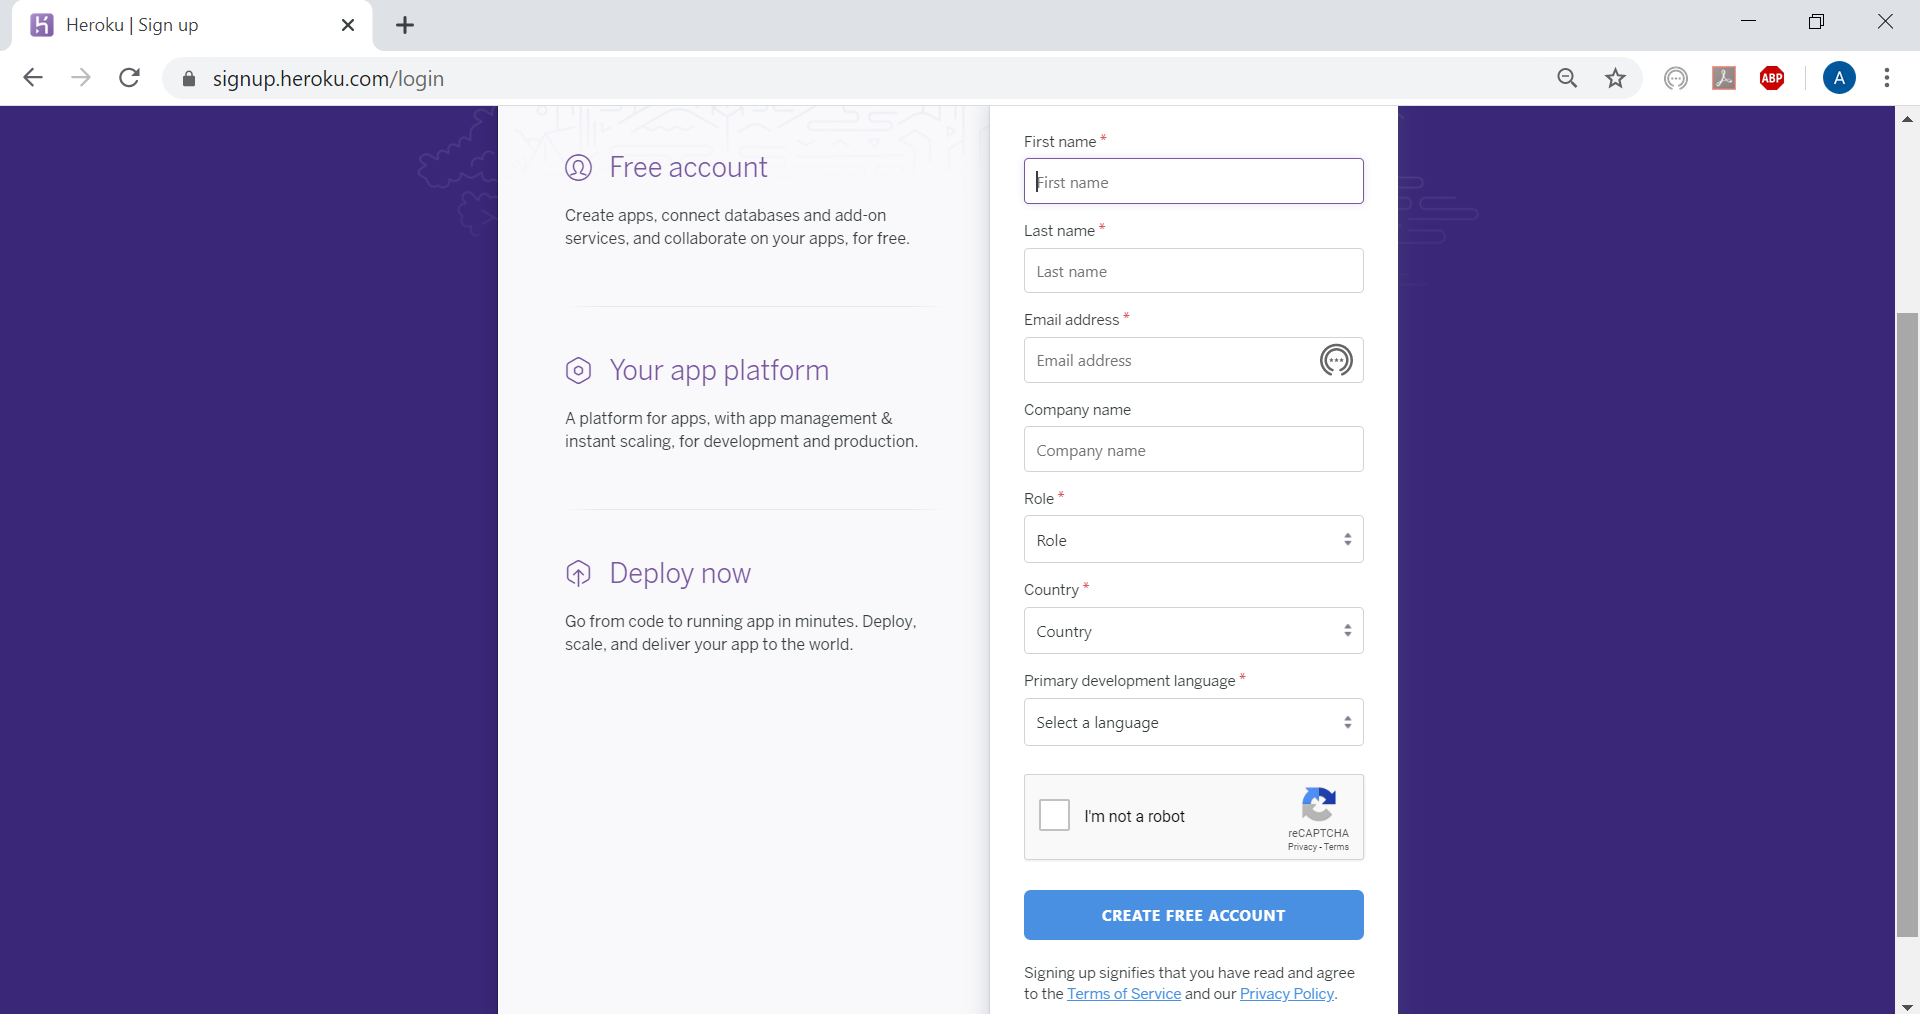 Heroku | Sign up
signup.heroku.com/login
ABP
A
Free account
Create apps, connect databases and add-on
services, and collaborate on your apps, for free.
Your app platform
A platform for apps, with app management &
instant scaling, for development and production.
Deploy now
Go from code to running app in minutes. Deploy,
scale, and deliver your app to the world.
First name *
First name
Last name *
Last name
Email address *
Email address
Company name
Company name
Role *
Role
Country *
Country
Primary development language *
Select a language
I'm not a robot
reCAPTCHA
Privacy - Terms
CREATE FREE ACCOUNT
Signing up signifies that you have read and agree
to the Terms of Service and our Privacy Policy.